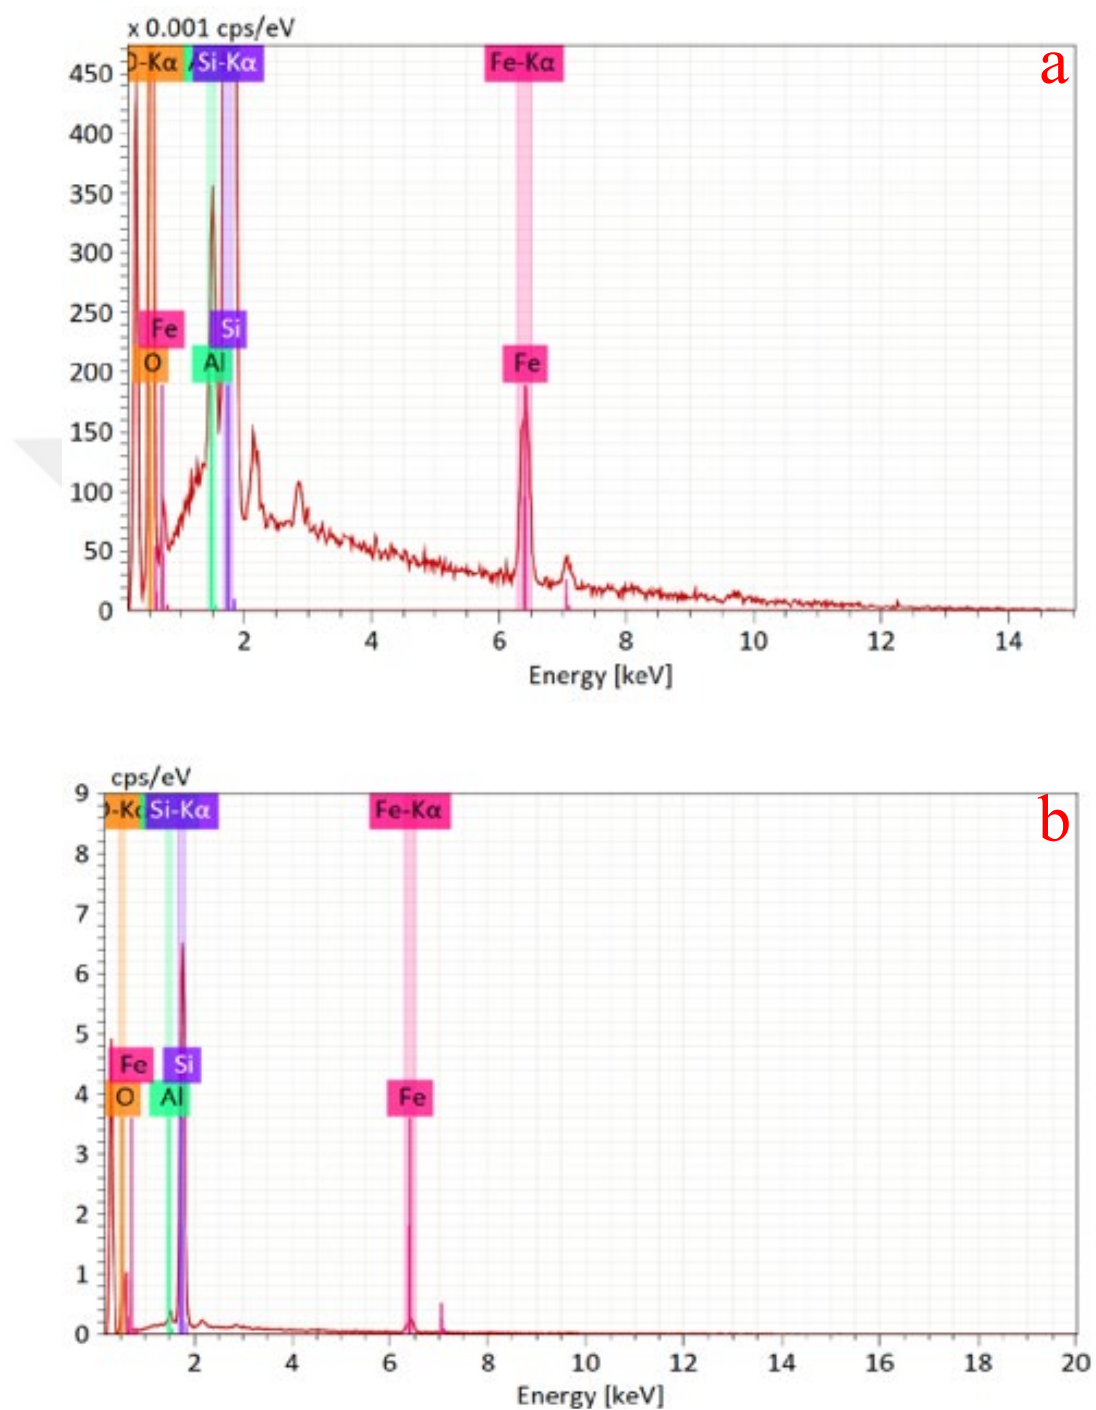 x 0.001 cps/eV
a
-Kα Si-Kα Fe-Kα
450
400
350
300
250
Fe Si
200
O Al Fe
150
100
50
0
2 4 6 8 10 12 14
Energy [keV]
cps/eV
b
9
-Kα Si-Kα Fe-Kα
8
7
6
5
Fe Si
4
O Al Fe
3
2
1
0
2 4 6 8 10 12 14 16 18 20
Energy [keV]